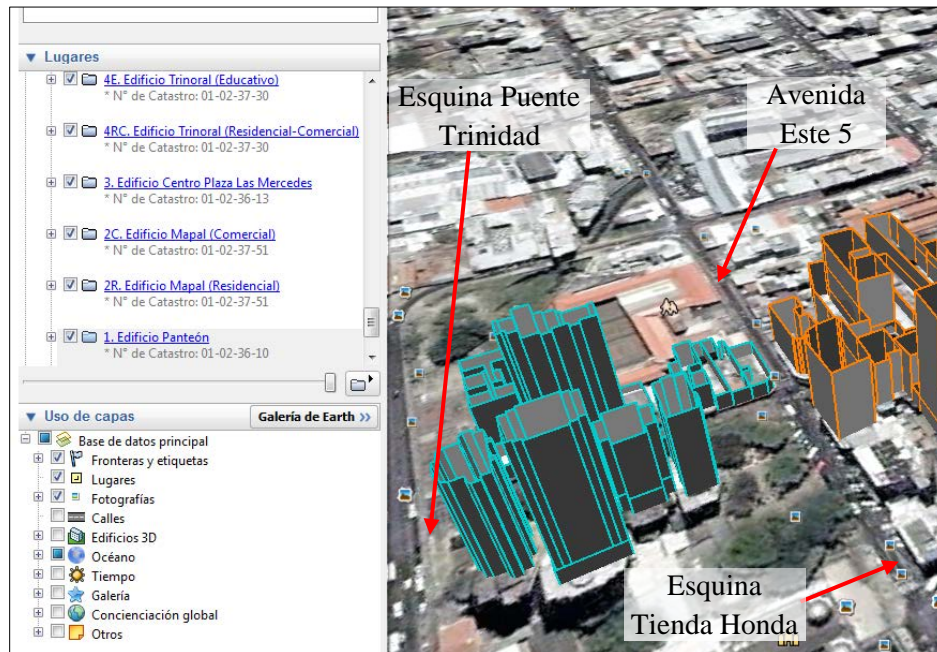 Lugares
4E. Edificio Trinoral (Educativo)
* N° de Catastro: 01-02-37-30
4RC. Edificio Trinoral (Residencial-Comercial)
* N° de Catastro: 01-02-37-30
3. Edificio Centro Plaza Las Mercedes
* N° de Catastro: 01-02-36-13
2C. Edificio Mapal (Comercial)
* N° de Catastro: 01-02-37-51
2R. Edificio Mapal (Residencial)
* N° de Catastro: 01-02-37-51
1. Edificio Panteón
* N° de Catastro: 01-02-36-10
Uso de capas
Galería de Earth >>
Base de datos principal
Fronteras y etiquetas
Lugares
Fotografías
Calles
Edificios 3D
Océano
Tiempo
Galería
Concienciación global
Otros
Esquina Puente
Trinidad
Avenida
Este 5
Esquina
Tienda Honda